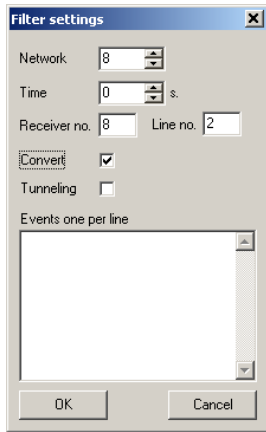 Filter settings
Network 8
Time 0 s.
Receiver no. 8 Line no. 2
Convert
Tunneling
Events one per line
OK Cancel